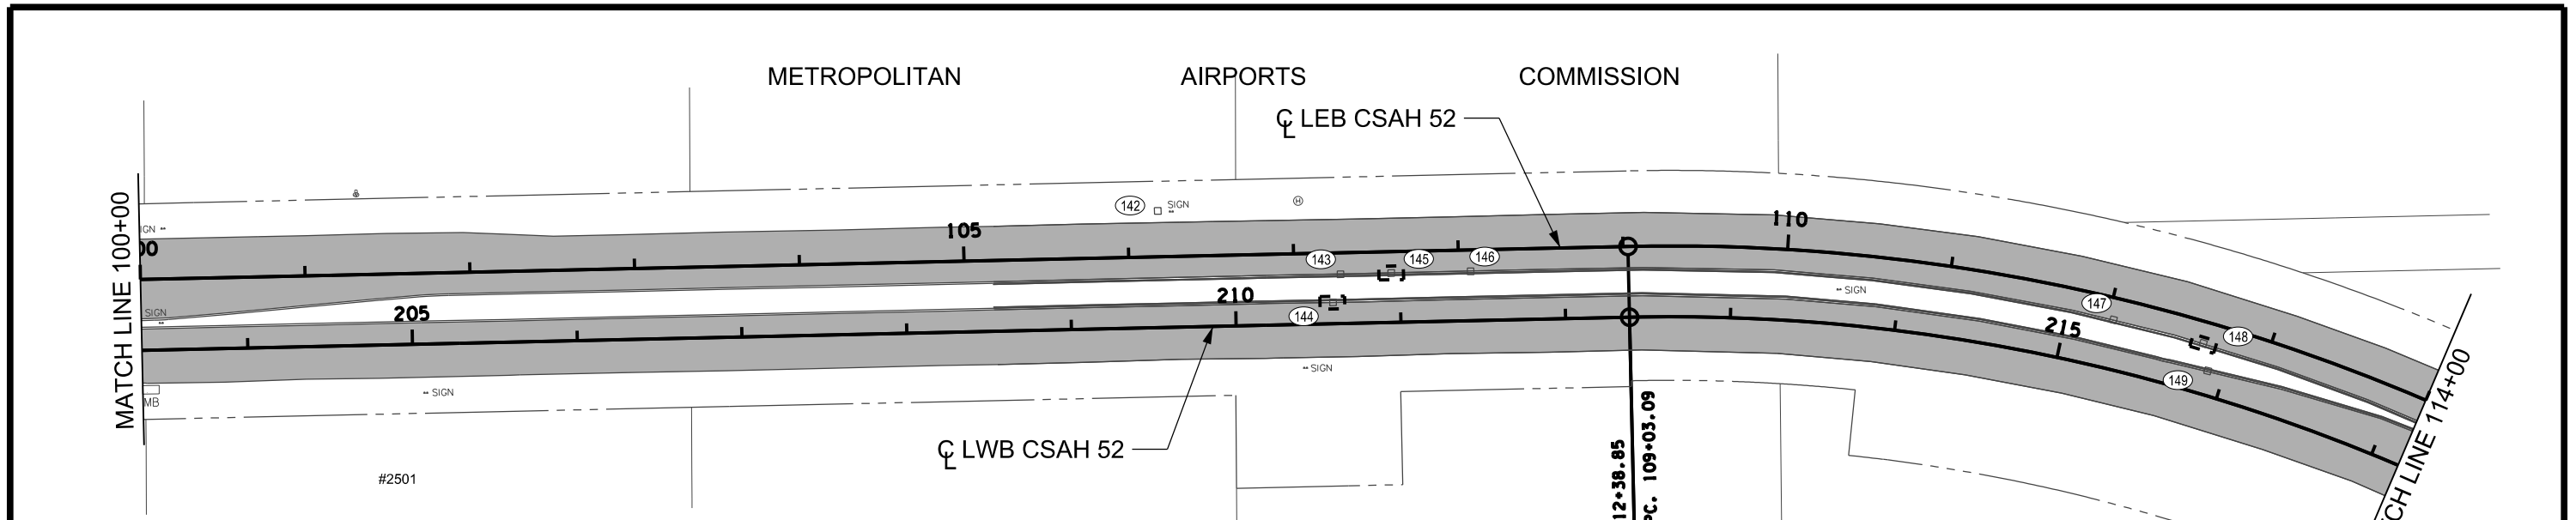 METROPOLITAN AIRPORTS COMMISSION
℄ LEB CSAH 52
MATCH LINE 100+00
IGN
00
105
142
SIGN
H
143
145
146
110
SIGN
205
210
144
SIGN
147
215
148
149
MB
SIGN
SIGN
℄ LWB CSAH 52
#2501
12+38.85
PC. 109+03.09
CH LINE 114+00